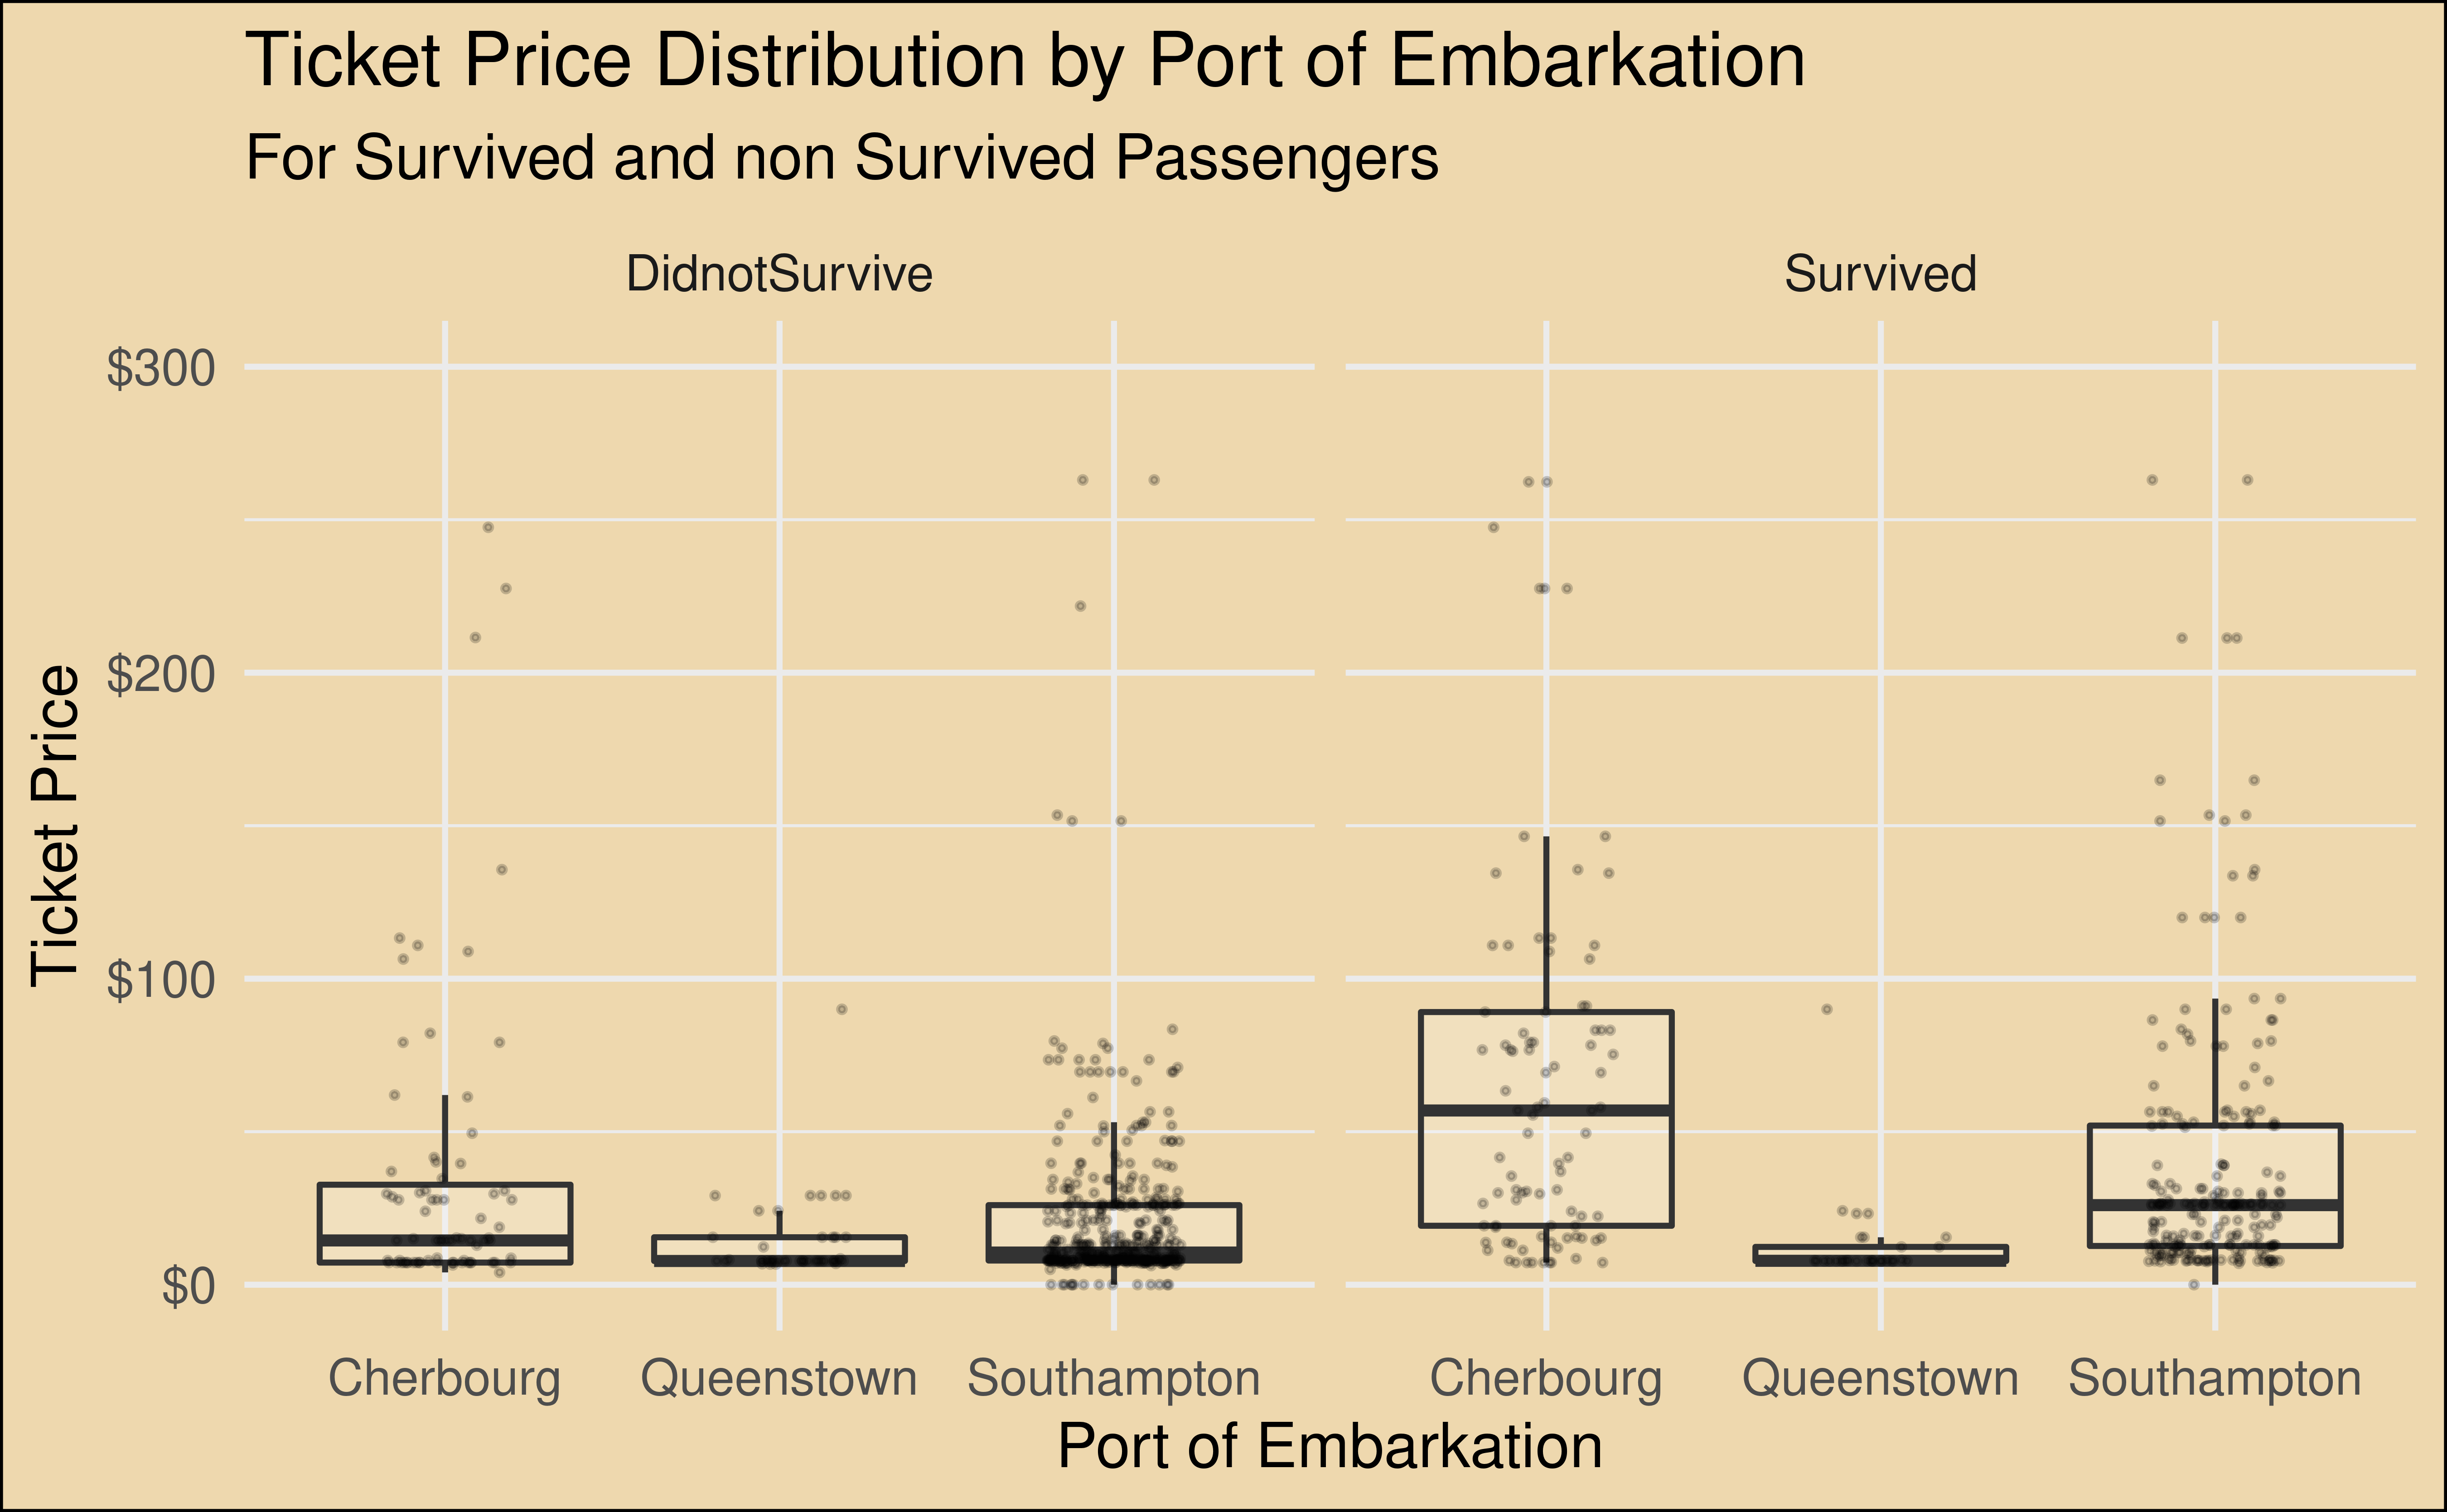 Ticket Price Distribution by Port of Embarkation
For Survived and non Survived Passengers
DidnotSurvive
Survived
Ticket Price
$300
$200
$100
$0
Cherbourg
Queenstown
Southampton
Cherbourg
Queenstown
Southampton
Port of Embarkation